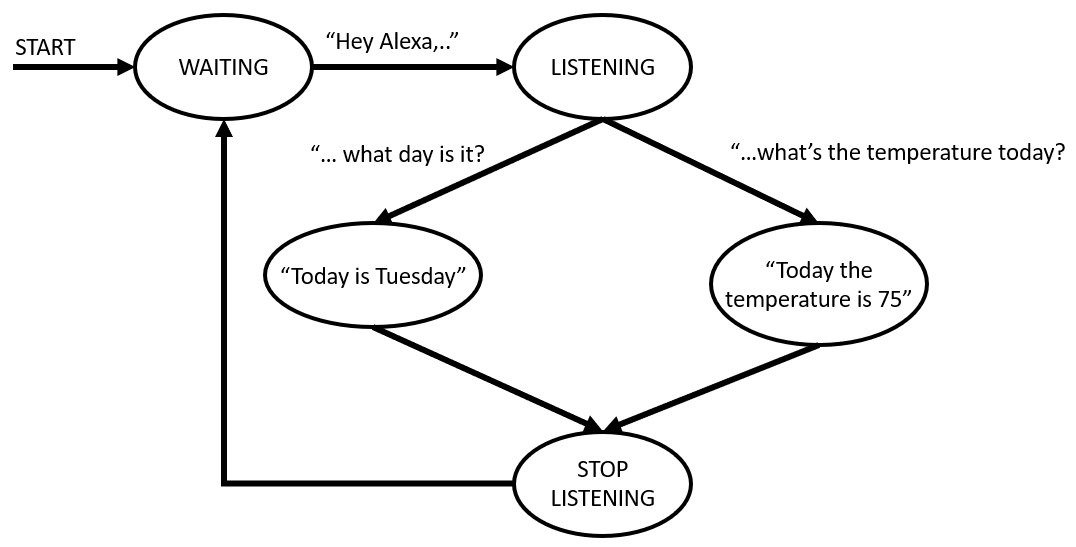 START
WAITING
“Hey Alexa,..”
LISTENING
“... what day is it?
“...what’s the temperature today?
“Today is Tuesday”
“Today the
temperature is 75”
STOP
LISTENING